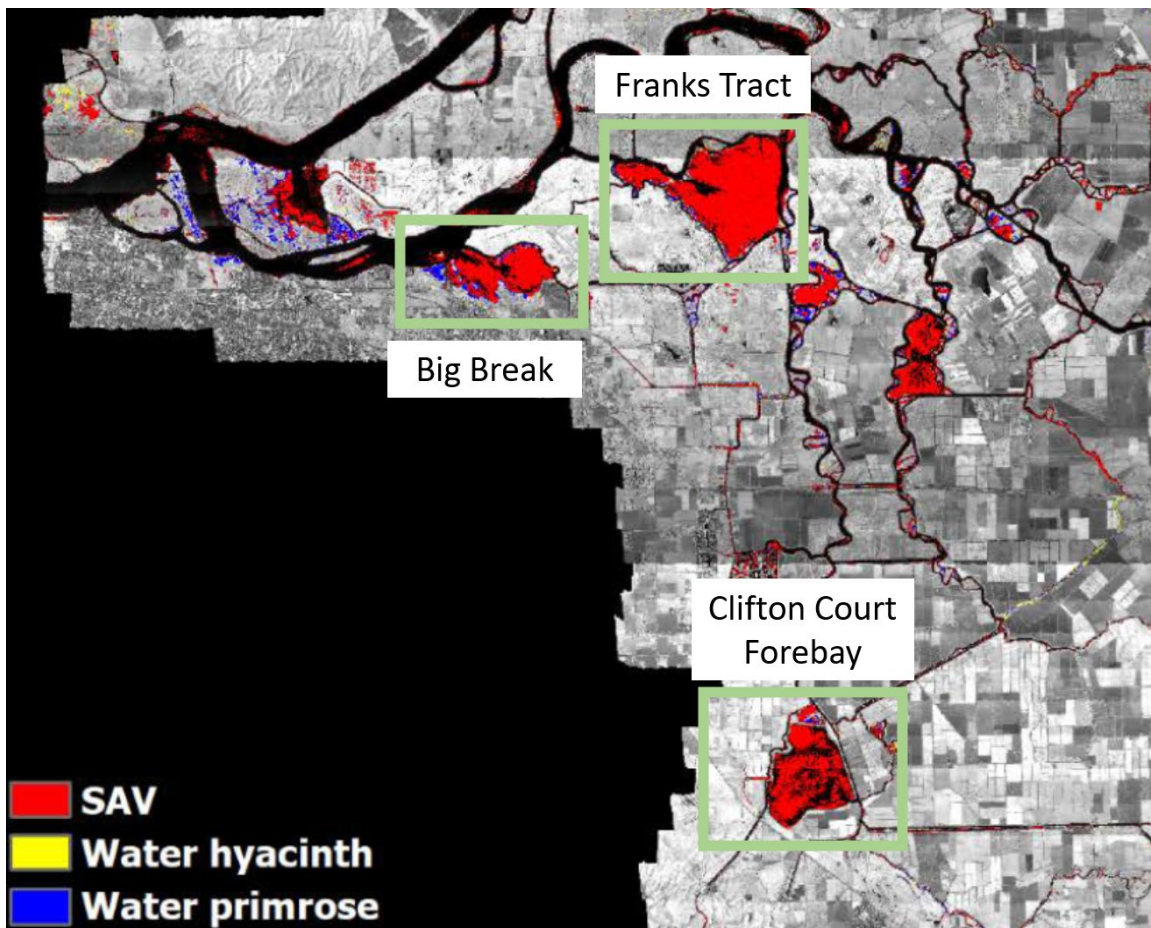 Franks Tract
Big Break
Clifton Court
Forebay
SAV
Water hyacinth
Water primrose